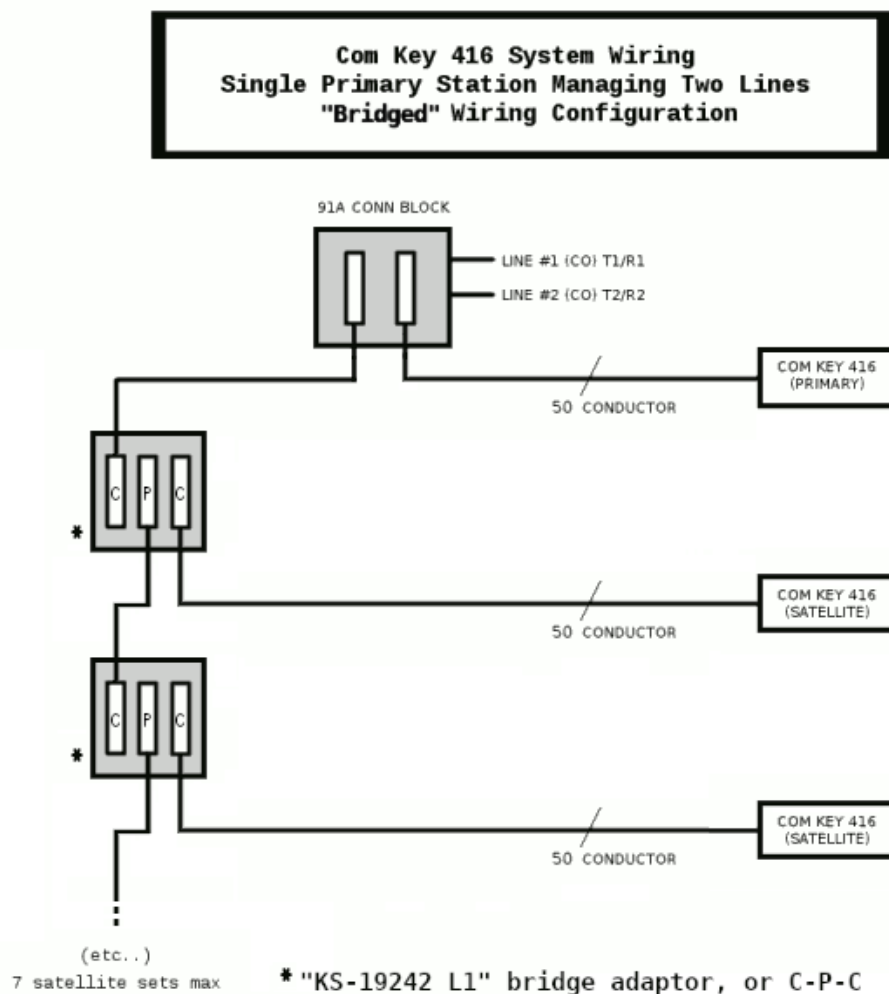 Com Key 416 System Wiring
Single Primary Station Managing Two Lines
"Bridged" Wiring Configuration
91A CONN BLOCK
LINE #1 (CO) T1/R1
LINE #2 (CO) T2/R2
COM KEY 416
(PRIMARY)
50 CONDUCTOR
C P C
*
COM KEY 416
(SATELLITE)
50 CONDUCTOR
C P C
*
COM KEY 416
(SATELLITE)
50 CONDUCTOR
(etc..)
7 satellite sets max
* "KS-19242 L1" bridge adaptor, or C-P-C